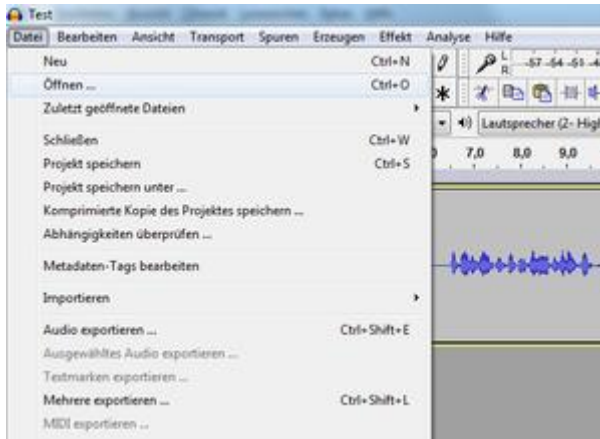 Test
Datei Bearbeiten Ansicht Transport Spuren Erzeugen Effekt Analyse Hilfe
Neu Ctrl+N
Öffnen ... Ctrl+O
Zuletzt geöffnete Dateien
Schließen Ctrl+W
Projekt speichern Ctrl+S
Projekt speichern unter ...
Komprimierte Kopie des Projektes speichern ...
Abhängigkeiten überprüfen ...
Metadaten-Tags bearbeiten
Importieren
Audio exportieren ... Ctrl+Shift+E
Ausgewähltes Audio exportieren ...
Textmarken exportieren ...
Mehrere exportieren ... Ctrl+Shift+L
MIDI exportieren ...
L
R
-57 -54 -51
Lautsprecher (2- High
7,0 8,0 9,0